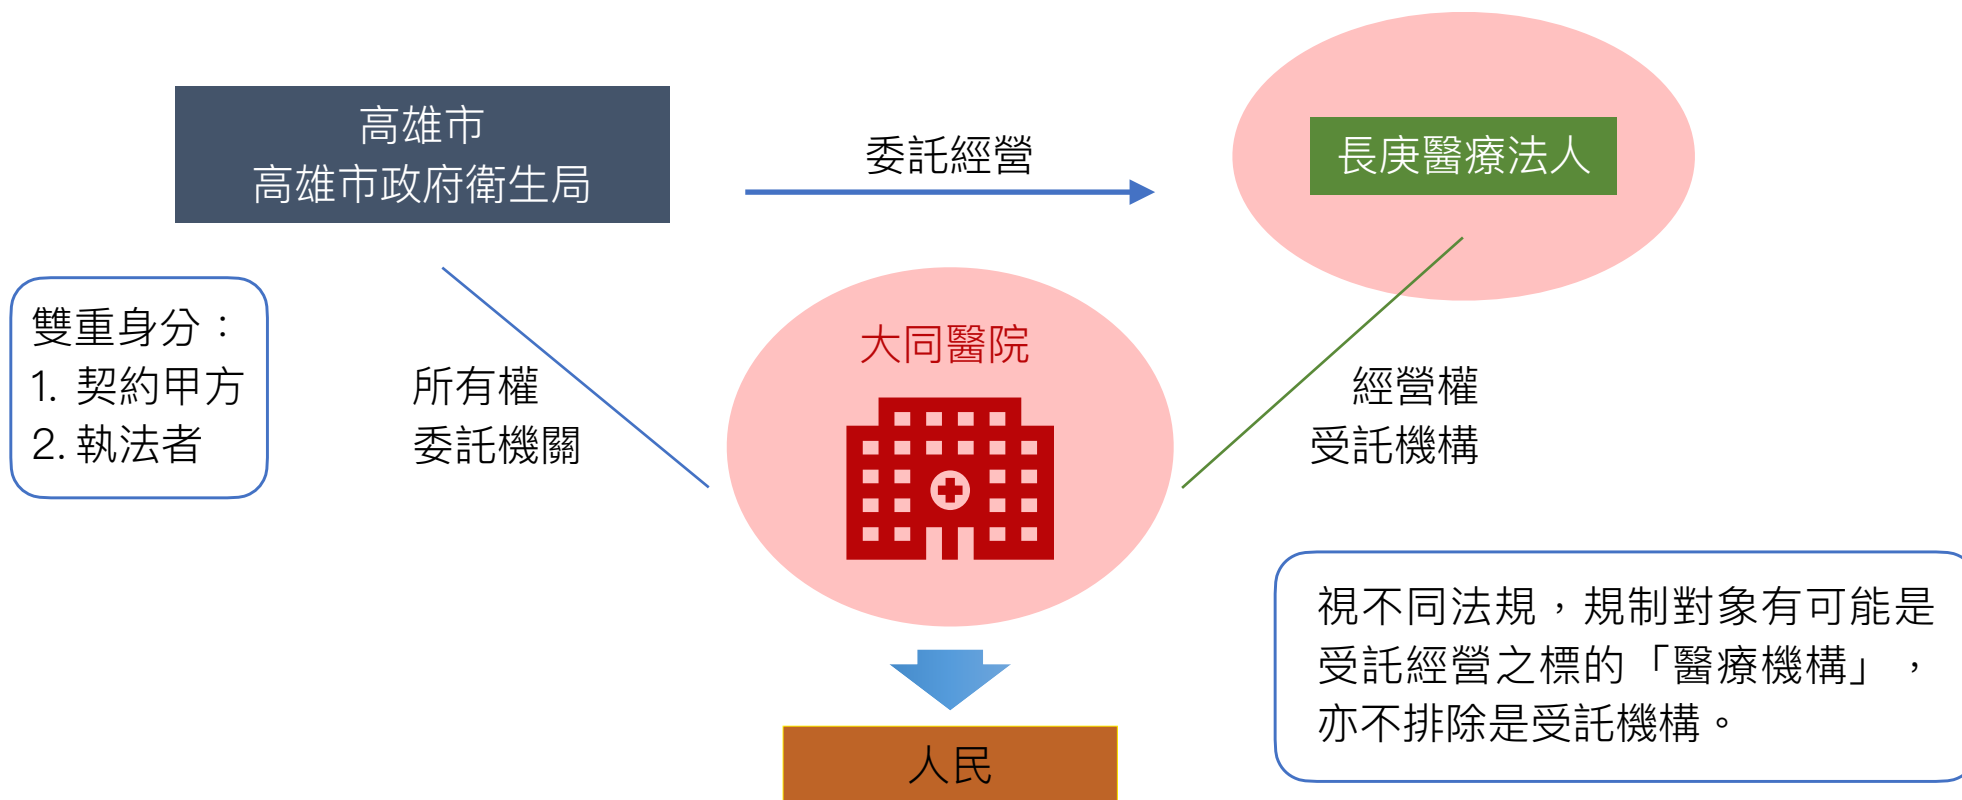 高雄市
高雄市政府衛生局
委託經營
長庚醫療法人
雙重身分：
1. 契約甲方
2. 執法者
所有權
委託機關
大同醫院
經營權
受託機構
視不同法規，規制對象有可能是
受託經營之標的「醫療機構」，
亦不排除是受託機構。
人民